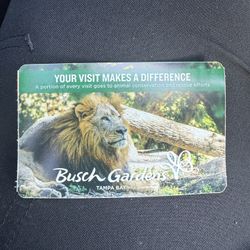 YOUR VISIT MAKES A DIFFERENCE
A portion of every visit goes to animal conservation and rescue efforts
Busch Gardens
TAMPA BAY